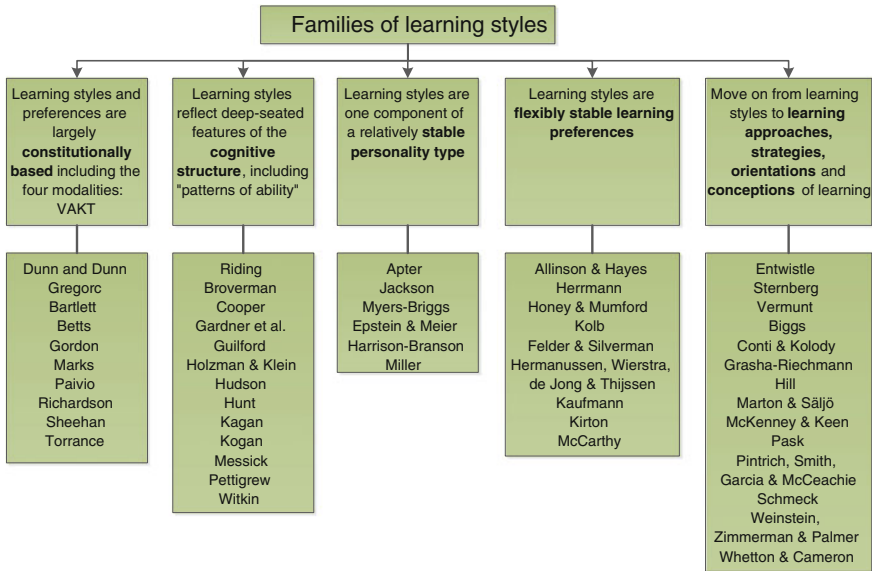 Families of learning styles
Learning styles and
preferences are
largely
constitutionally
based including the
four modalities:
VAKT
Learning styles
reflect deep-seated
features of the
cognitive
structure, including
"patterns of ability"
Learning styles are
one component of
a relatively stable
personality type
Learning styles are
flexibly stable learning
preferences
Move on from learning
styles to learning
approaches,
strategies,
orientations and
conceptions of learning
Dunn and Dunn
Gregorc
Bartlett
Betts
Gordon
Marks
Paivio
Richardson
Sheehan
Torrance
Riding
Broverman
Cooper
Gardner et al.
Guilford
Holzman & Klein
Hudson
Hunt
Kagan
Kogan
Messick
Pettigrew
Witkin
Apter
Jackson
Myers-Briggs
Epstein & Meier
Harrison-Branson
Miller
Allinson & Hayes
Herrmann
Honey & Mumford
Kolb
Felder & Silverman
Hermanussen, Wierstra,
de Jong & Thijssen
Kaufmann
Kirton
McCarthy
Entwistle
Sternberg
Vermunt
Biggs
Conti & Kolody
Grasha-Riechmann
Hill
Marton & Säljö
McKenney & Keen
Pask
Pintrich, Smith,
Garcia & McCeachie
Schmeck
Weinstein,
Zimmerman & Palmer
Whetton & Cameron